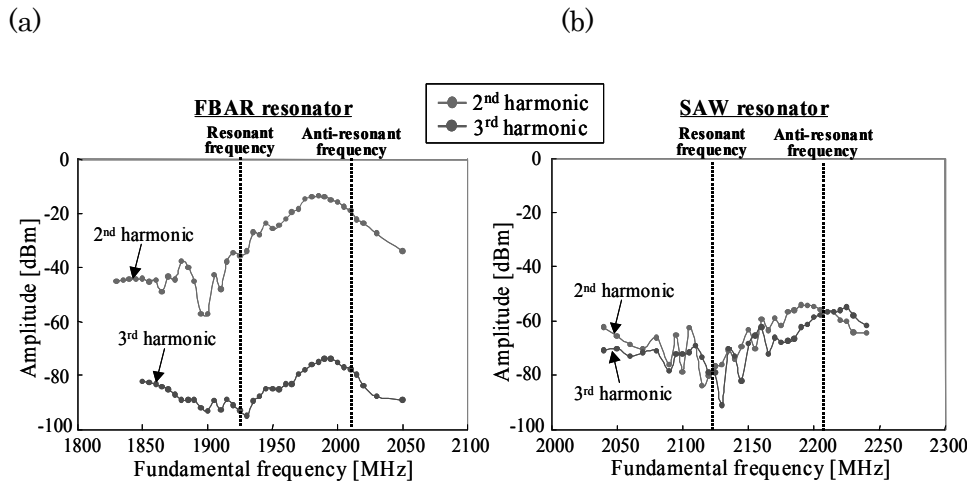 (a)
(b)
2nd harmonic
3rd harmonic
FBAR resonator
Resonant
frequency
Anti-resonant
frequency
0
-20
-40
-60
-80
-100
Amplitude [dBm]
2nd harmonic
3rd harmonic
1800
1850
1900
1950
2000
2050
2100
Fundamental frequency [MHz]
SAW resonator
Resonant
frequency
Anti-resonant
frequency
0
-20
-40
-60
-80
-100
Amplitude [dBm]
2nd harmonic
3rd harmonic
2000
2050
2100
2150
2200
2250
2300
Fundamental frequency [MHz]